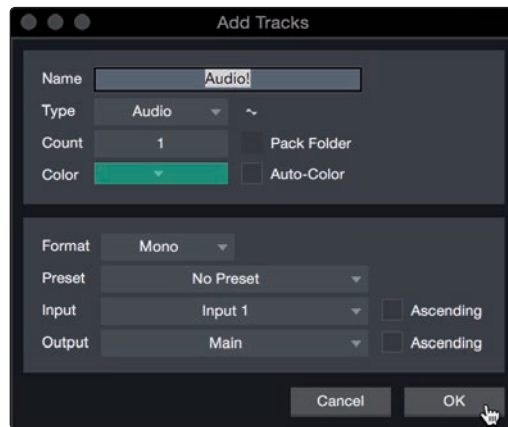 Add Tracks
Name Audio!
Type Audio
Count 1 Pack Folder
Color Auto-Color
Format Mono
Preset No Preset
Input Input 1 Ascending
Output Main Ascending
Cancel OK